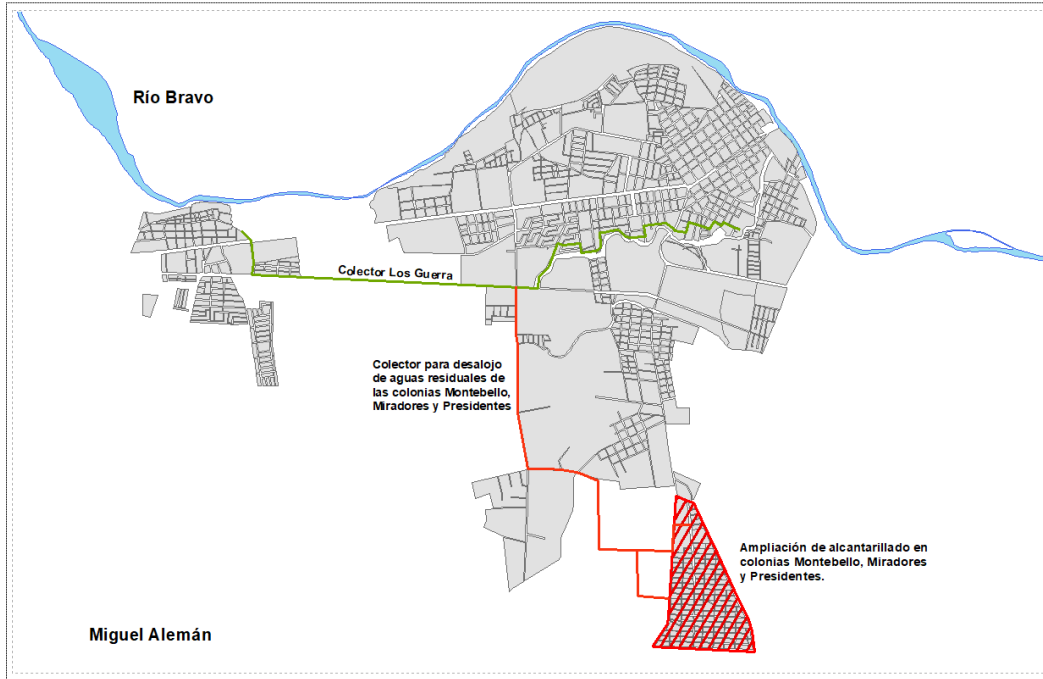 Río Bravo
Colector Los Guerra
Colector para desalojo
de aguas residuales de
las colonias Montebello,
Miradores y Presidentes
Ampliación de alcantarillado en
colonias Montebello, Miradores
y Presidentes.
Miguel Alemán